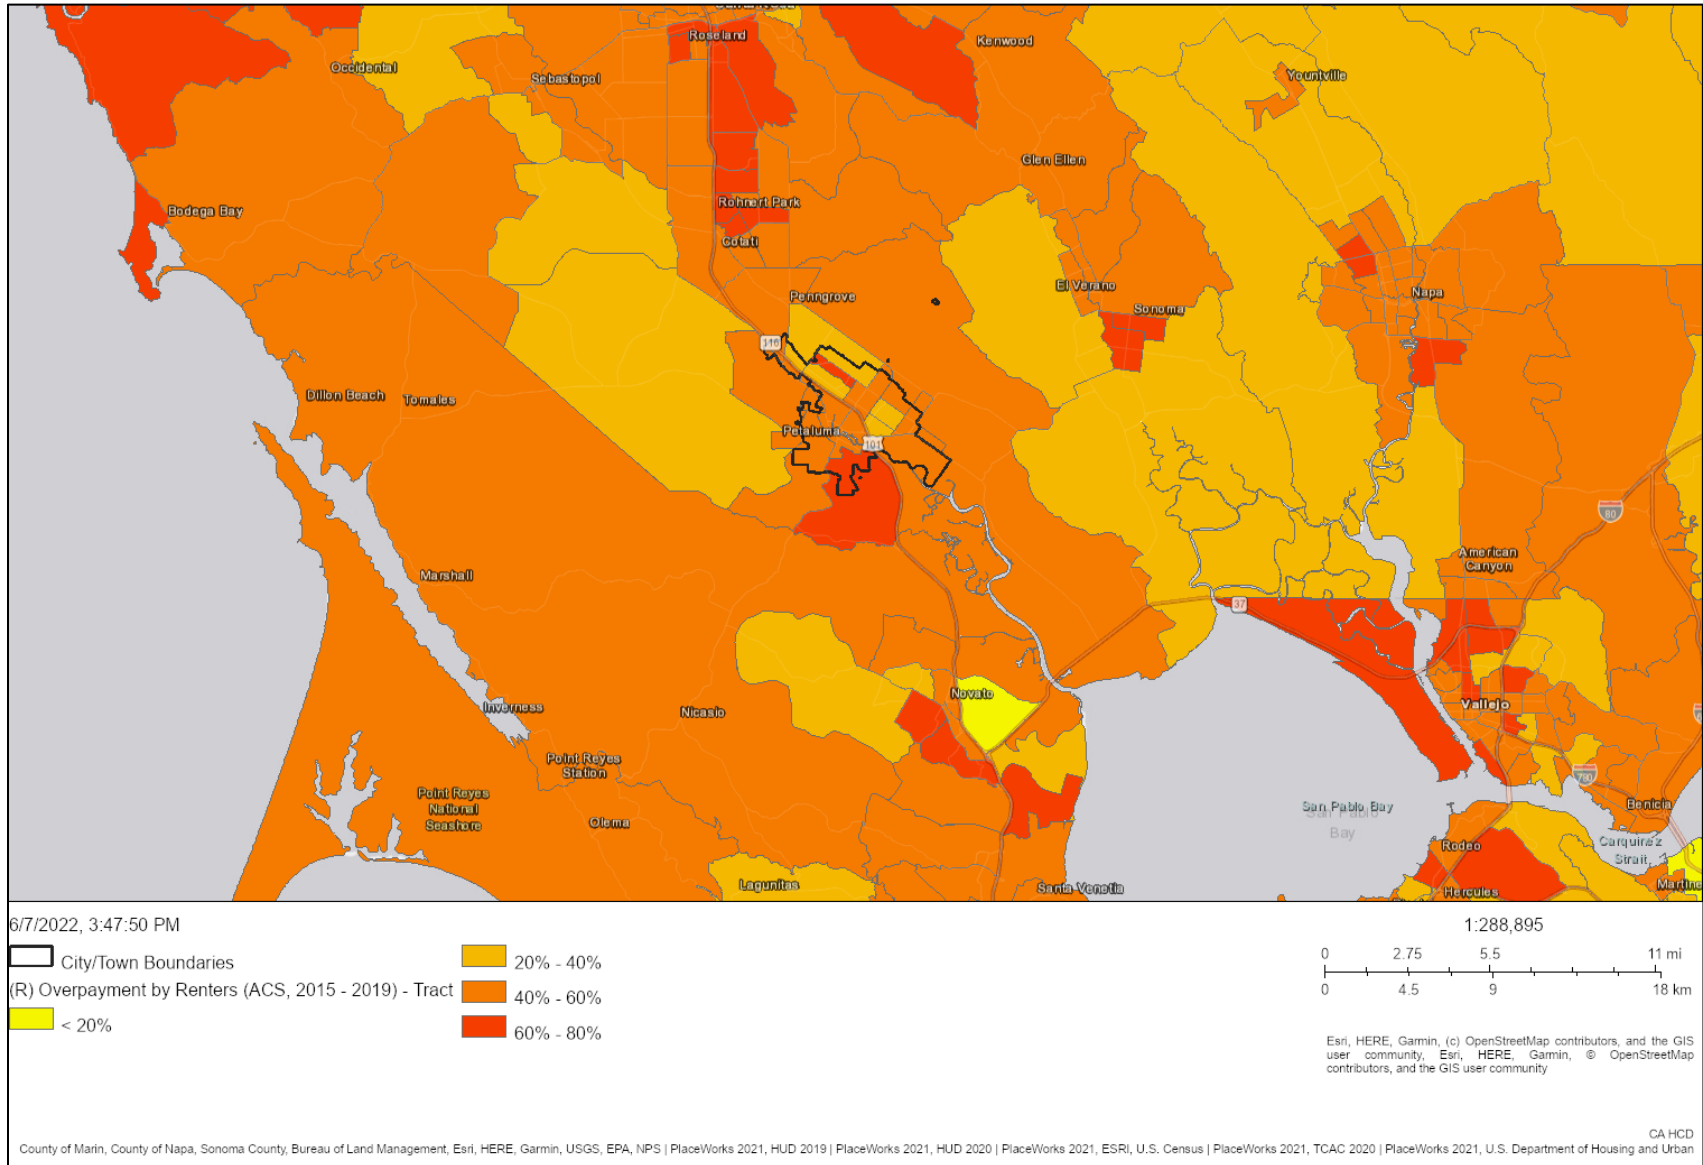 Roseland
Kenwood
Occidental
Sebastopol
Yountville
Glen Ellen
Rohnert Park
Bodega Bay
Cotati
El Verano
Napa
Penngrove
Sonoma
116
Dillon Beach
Tomales
Petaluma
101
80
American
Canyon
Marshall
37
Novato
Vallejo
Inverness
Nicasio
Point Reyes
Station
780
Point Reyes
National
Seashore
Olema
San Pablo Bay
San Pablo
Bay
Benicia
Rodeo
Carquinez
Strait
Lagunitas
Santa Venetia
Hercules
Martine
6/7/2022, 3:47:50 PM
City/Town Boundaries
(R) Overpayment by Renters (ACS, 2015 - 2019) - Tract
< 20%
20% - 40%
40% - 60%
60% - 80%
1:288,895
0 2.75 5.5 11 mi
0 4.5 9 18 km
Esri, HERE, Garmin, (c) OpenStreetMap contributors, and the GIS
user community, Esri, HERE, Garmin, © OpenStreetMap
contributors, and the GIS user community
CA HCD
County of Marin, County of Napa, Sonoma County, Bureau of Land Management, Esri, HERE, Garmin, USGS, EPA, NPS | PlaceWorks 2021, HUD 2019 | PlaceWorks 2021, HUD 2020 | PlaceWorks 2021, ESRI, U.S. Census | PlaceWorks 2021, TCAC 2020 | PlaceWorks 2021, U.S. Department of Housing and Urban